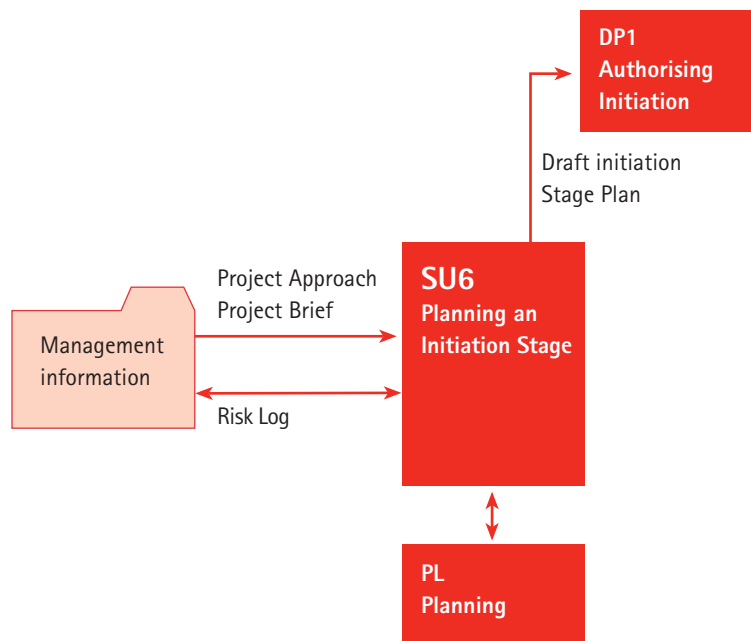 DP1
Authorising
Initiation
Draft initiation
Stage Plan
Project Approach
Project Brief
SU6
Planning an
Initiation Stage
Management
information
Risk Log
PL
Planning